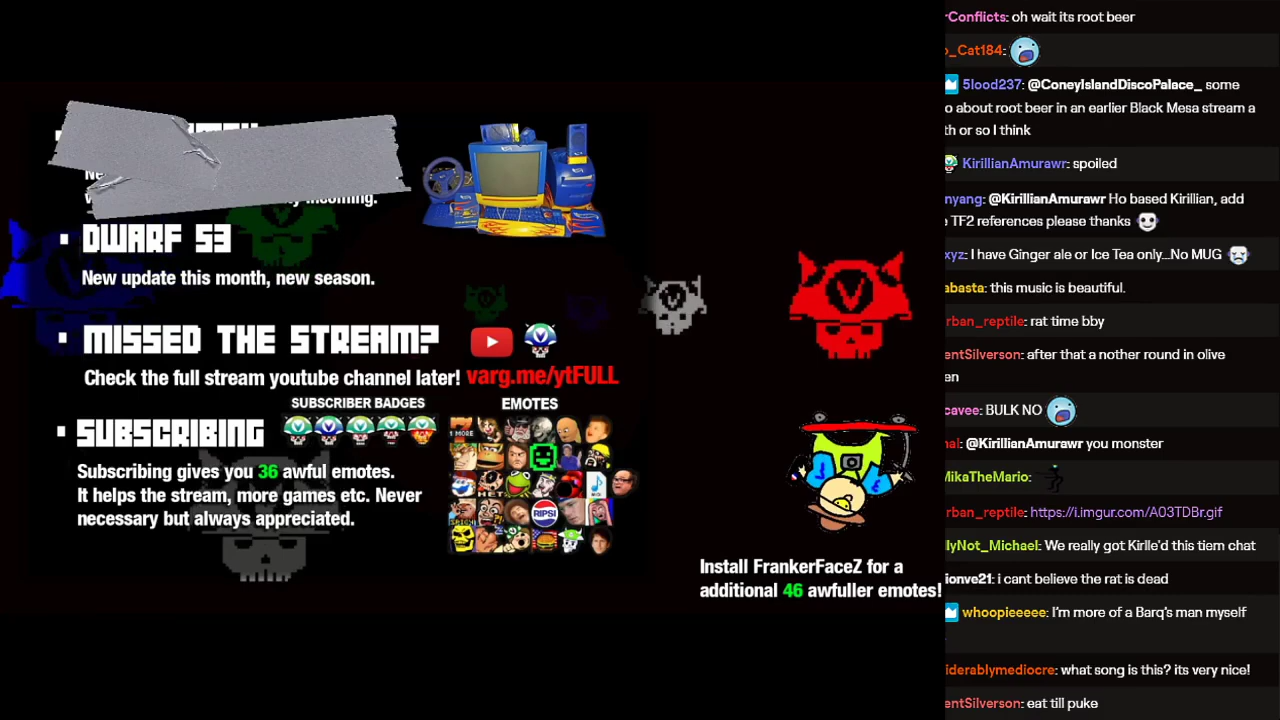 DWARF S3
New update this month, new season.
MISSED THE STREAM?
Check the full stream youtube channel later! varg.me/ytFULL
SUBSCRIBER BADGES
EMOTES
SUBSCRIBING
Subscribing gives you 36 awful emotes.
It helps the stream, more games etc. Never
necessary but always appreciated.
RIPSI
Install FrankerFaceZ for a
additional 46 awfuller emotes!
Conflicts: oh wait its root beer
_Cat184:
5lood237: @ConeyIslandDiscoPalace_ some
o about root beer in an earlier Black Mesa stream a
th or so I think
KirillianAmurawr: spoiled
nyang: @KirillianAmurawr Ho based Kirillian, add
TF2 references please thanks
xyz: I have Ginger ale or Ice Tea only...No MUG
abasta: this music is beautiful.
rban_reptile: rat time bby
entSilverson: after that a nother round in olive
en
cavee: BULK NO
nal: @KirillianAmurawr you monster
MikaTheMario:
rban_reptile: https://i.imgur.com/A03TDBr.gif
lyNot_Michael: We really got Kirlle'd this tiem chat
ionve21: i cant believe the rat is dead
whoopieeeee: I'm more of a Barq's man myself
iderablymediocre: what song is this? its very nice!
entSilverson: eat till puke